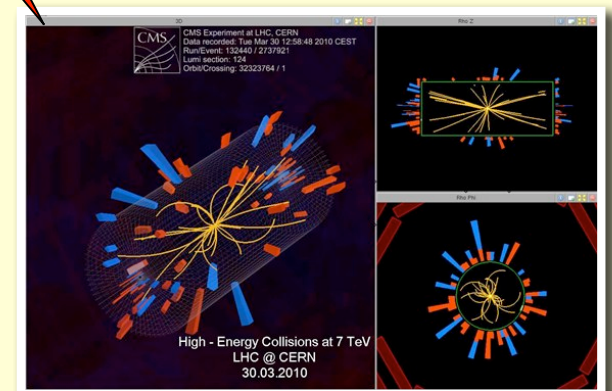 3D
CMS
CMS Experiment at LHC, CERN
Data recorded: Tue Mar 30 12:58:48 2010 CEST
Run/Event: 132440 / 2737921
Lumi section: 124
Orbit/Crossing: 32323764 / 1
High - Energy Collisions at 7 TeV
LHC @ CERN
30.03.2010
Rho Z
Rho Phi